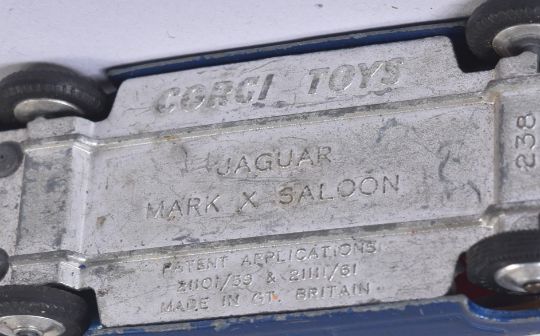 CORGI TOYS
JAGUAR
MARK X SALOON
238
PATENT APPLICATIONS
21101/59 & 21111/61
MADE IN GT. BRITAIN